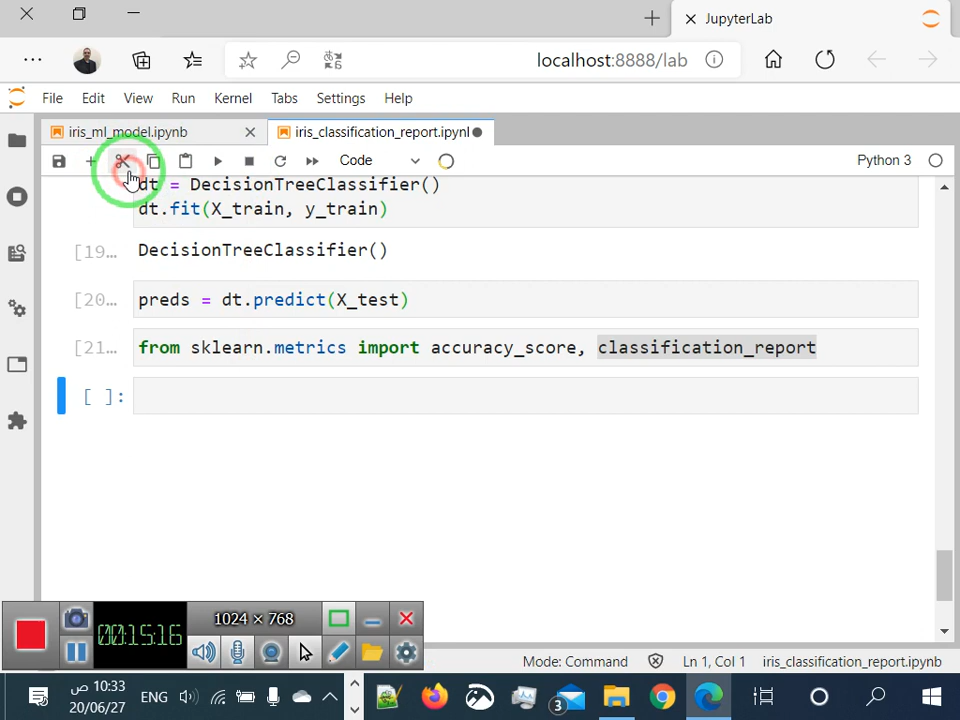 JupyterLab
localhost:8888/lab
File Edit View Run Kernel Tabs Settings Help
iris_ml_model.ipynb
iris_classification_report.ipynl
Code
Python 3
dt = DecisionTreeClassifier()
dt.fit(X_train, y_train)
[19… DecisionTreeClassifier()
[20… preds = dt.predict(X_test)
[21… from sklearn.metrics import accuracy_score, classification_report
[ ]:
1024 × 768
00:15:16
Mode: Command Ln 1, Col 1 iris_classification_report.ipynb
10:33 ص
ENG
3
20/06/27